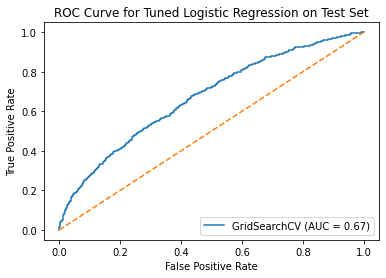 ROC Curve for Tuned Logistic Regression on Test Set
True Positive Rate
1.0
0.8
0.6
0.4
0.2
0.0
GridSearchCV (AUC = 0.67)
0.0 0.2 0.4 0.6 0.8 1.0
False Positive Rate